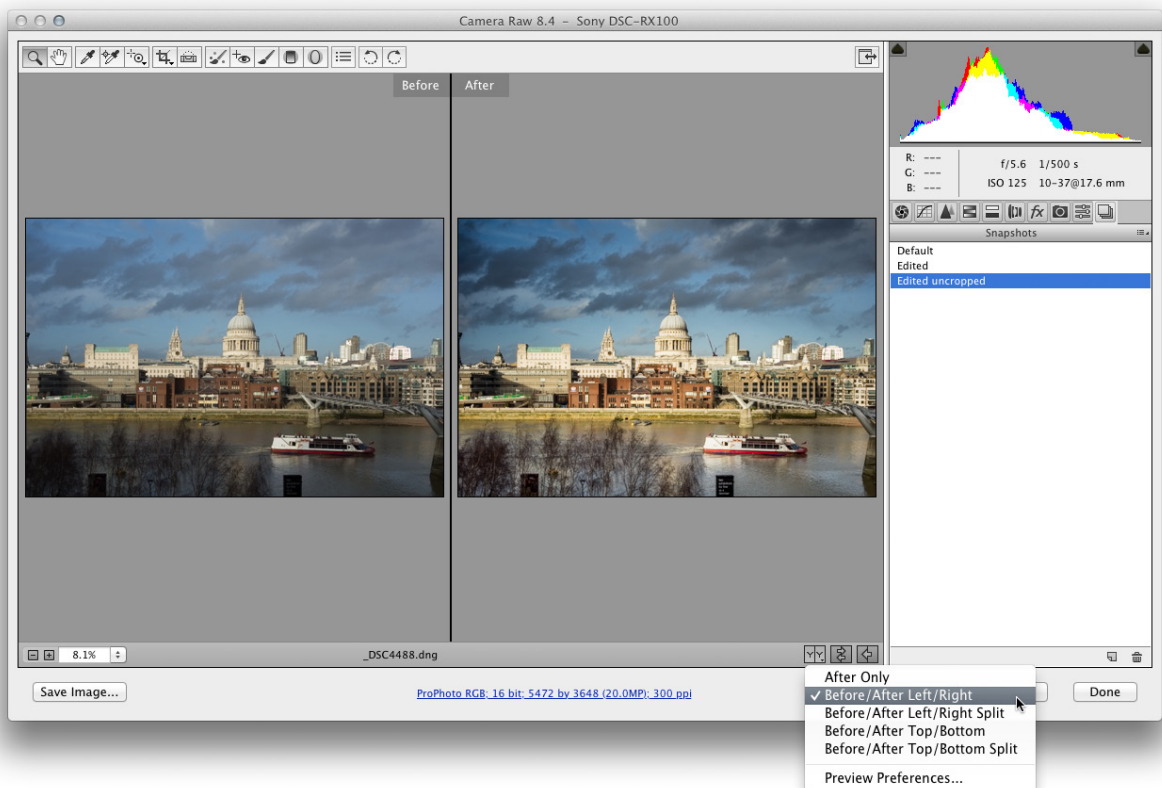 Camera Raw 8.4 – Sony DSC-RX100
Before
After
R: ---
G: ---
B: ---
f/5.6 1/500 s
ISO 125 10-37@17.6 mm
fx
Snapshots
Default
Edited
Edited uncropped
8.1%
_DSC4488.dng
YY
Save Image...
ProPhoto RGB; 16 bit; 5472 by 3648 (20.0MP); 300 ppi
Done
After Only
✓ Before/After Left/Right
Before/After Left/Right Split
Before/After Top/Bottom
Before/After Top/Bottom Split
Preview Preferences...